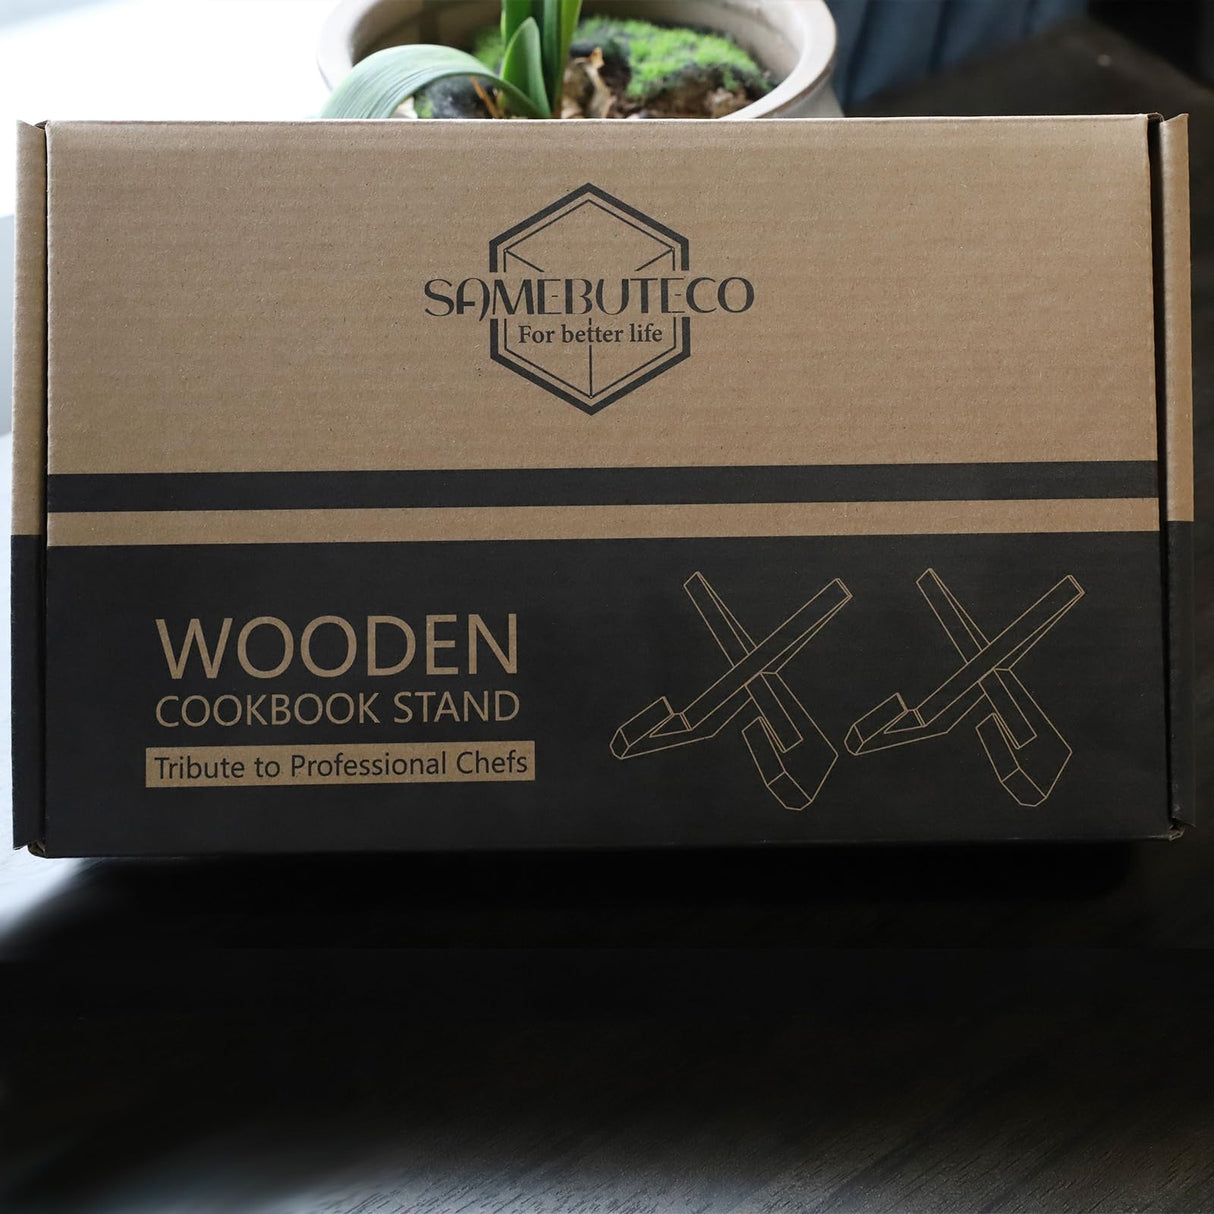 SAMEBUTECO
For better life
WOODEN
COOKBOOK STAND
Tribute to Professional Chefs